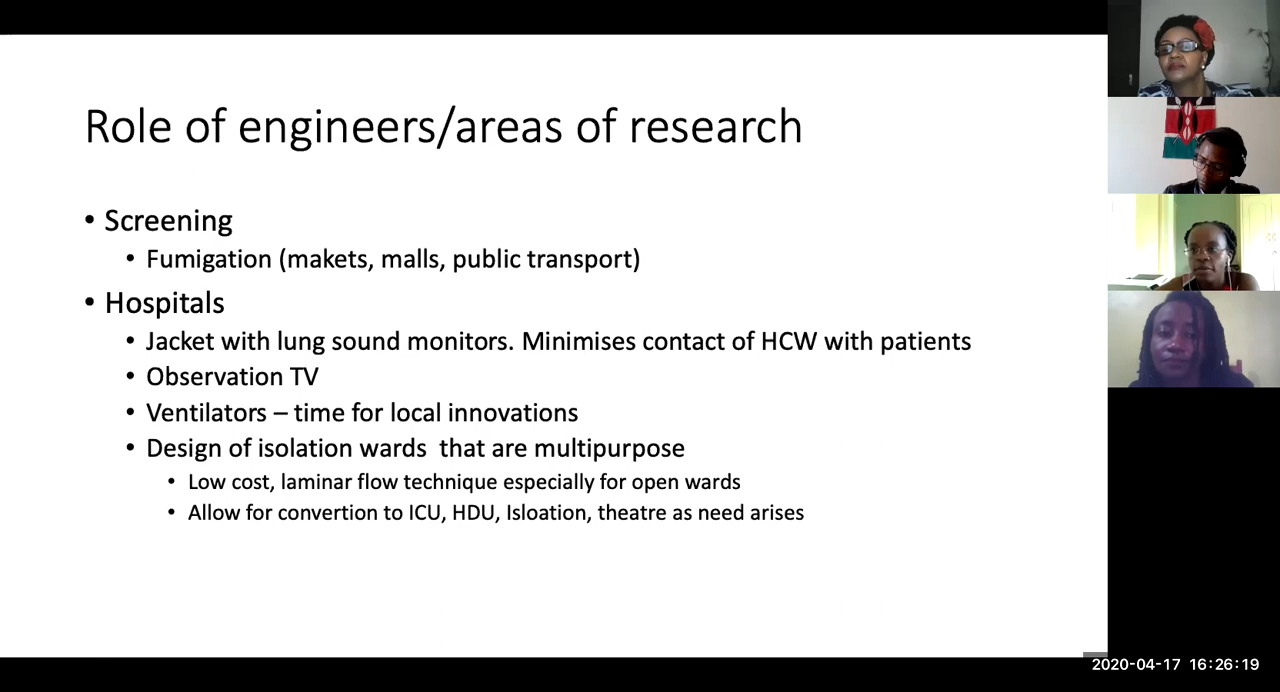 Role of engineers/areas of research
• Screening
• Fumigation (makets, malls, public transport)
• Hospitals
• Jacket with lung sound monitors. Minimises contact of HCW with patients
• Observation TV
• Ventilators – time for local innovations
• Design of isolation wards  that are multipurpose
• Low cost, laminar flow technique especially for open wards
• Allow for convertion to ICU, HDU, Isloation, theatre as need arises
2020-04-17 16:26:19